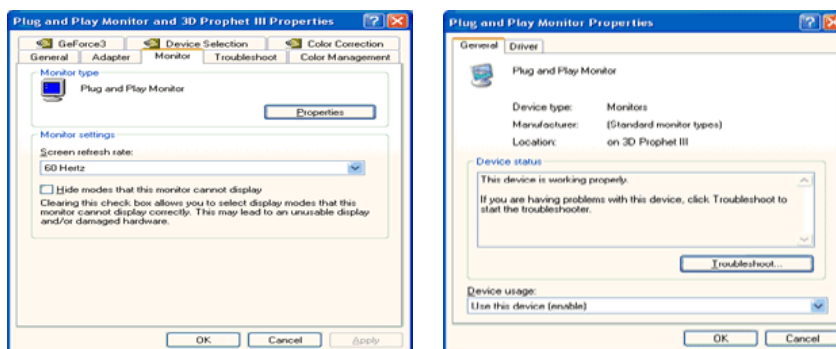 Plug and Play Monitor and 3D Prophet III Properties
GeForce3
Device Selection
Color Correction
General
Adapter
Monitor
Troubleshoot
Color Management
Monitor type
Plug and Play Monitor
Properties
Monitor settings
Screen refresh rate:
60 Hertz
Hide modes that this monitor cannot display
Clearing this check box allows you to select display modes that this
monitor cannot display correctly. This may lead to an unusable display
and/or damaged hardware.
OK
Cancel
Apply
Plug and Play Monitor Properties
General
Driver
Plug and Play Monitor
Device type: Monitors
Manufacturer: (Standard monitor types)
Location: on 3D Prophet III
Device status
This device is working properly.
If you are having problems with this device, click Troubleshoot to
start the troubleshooter.
Troubleshoot...
Device usage:
Use this device (enable)
OK
Cancel